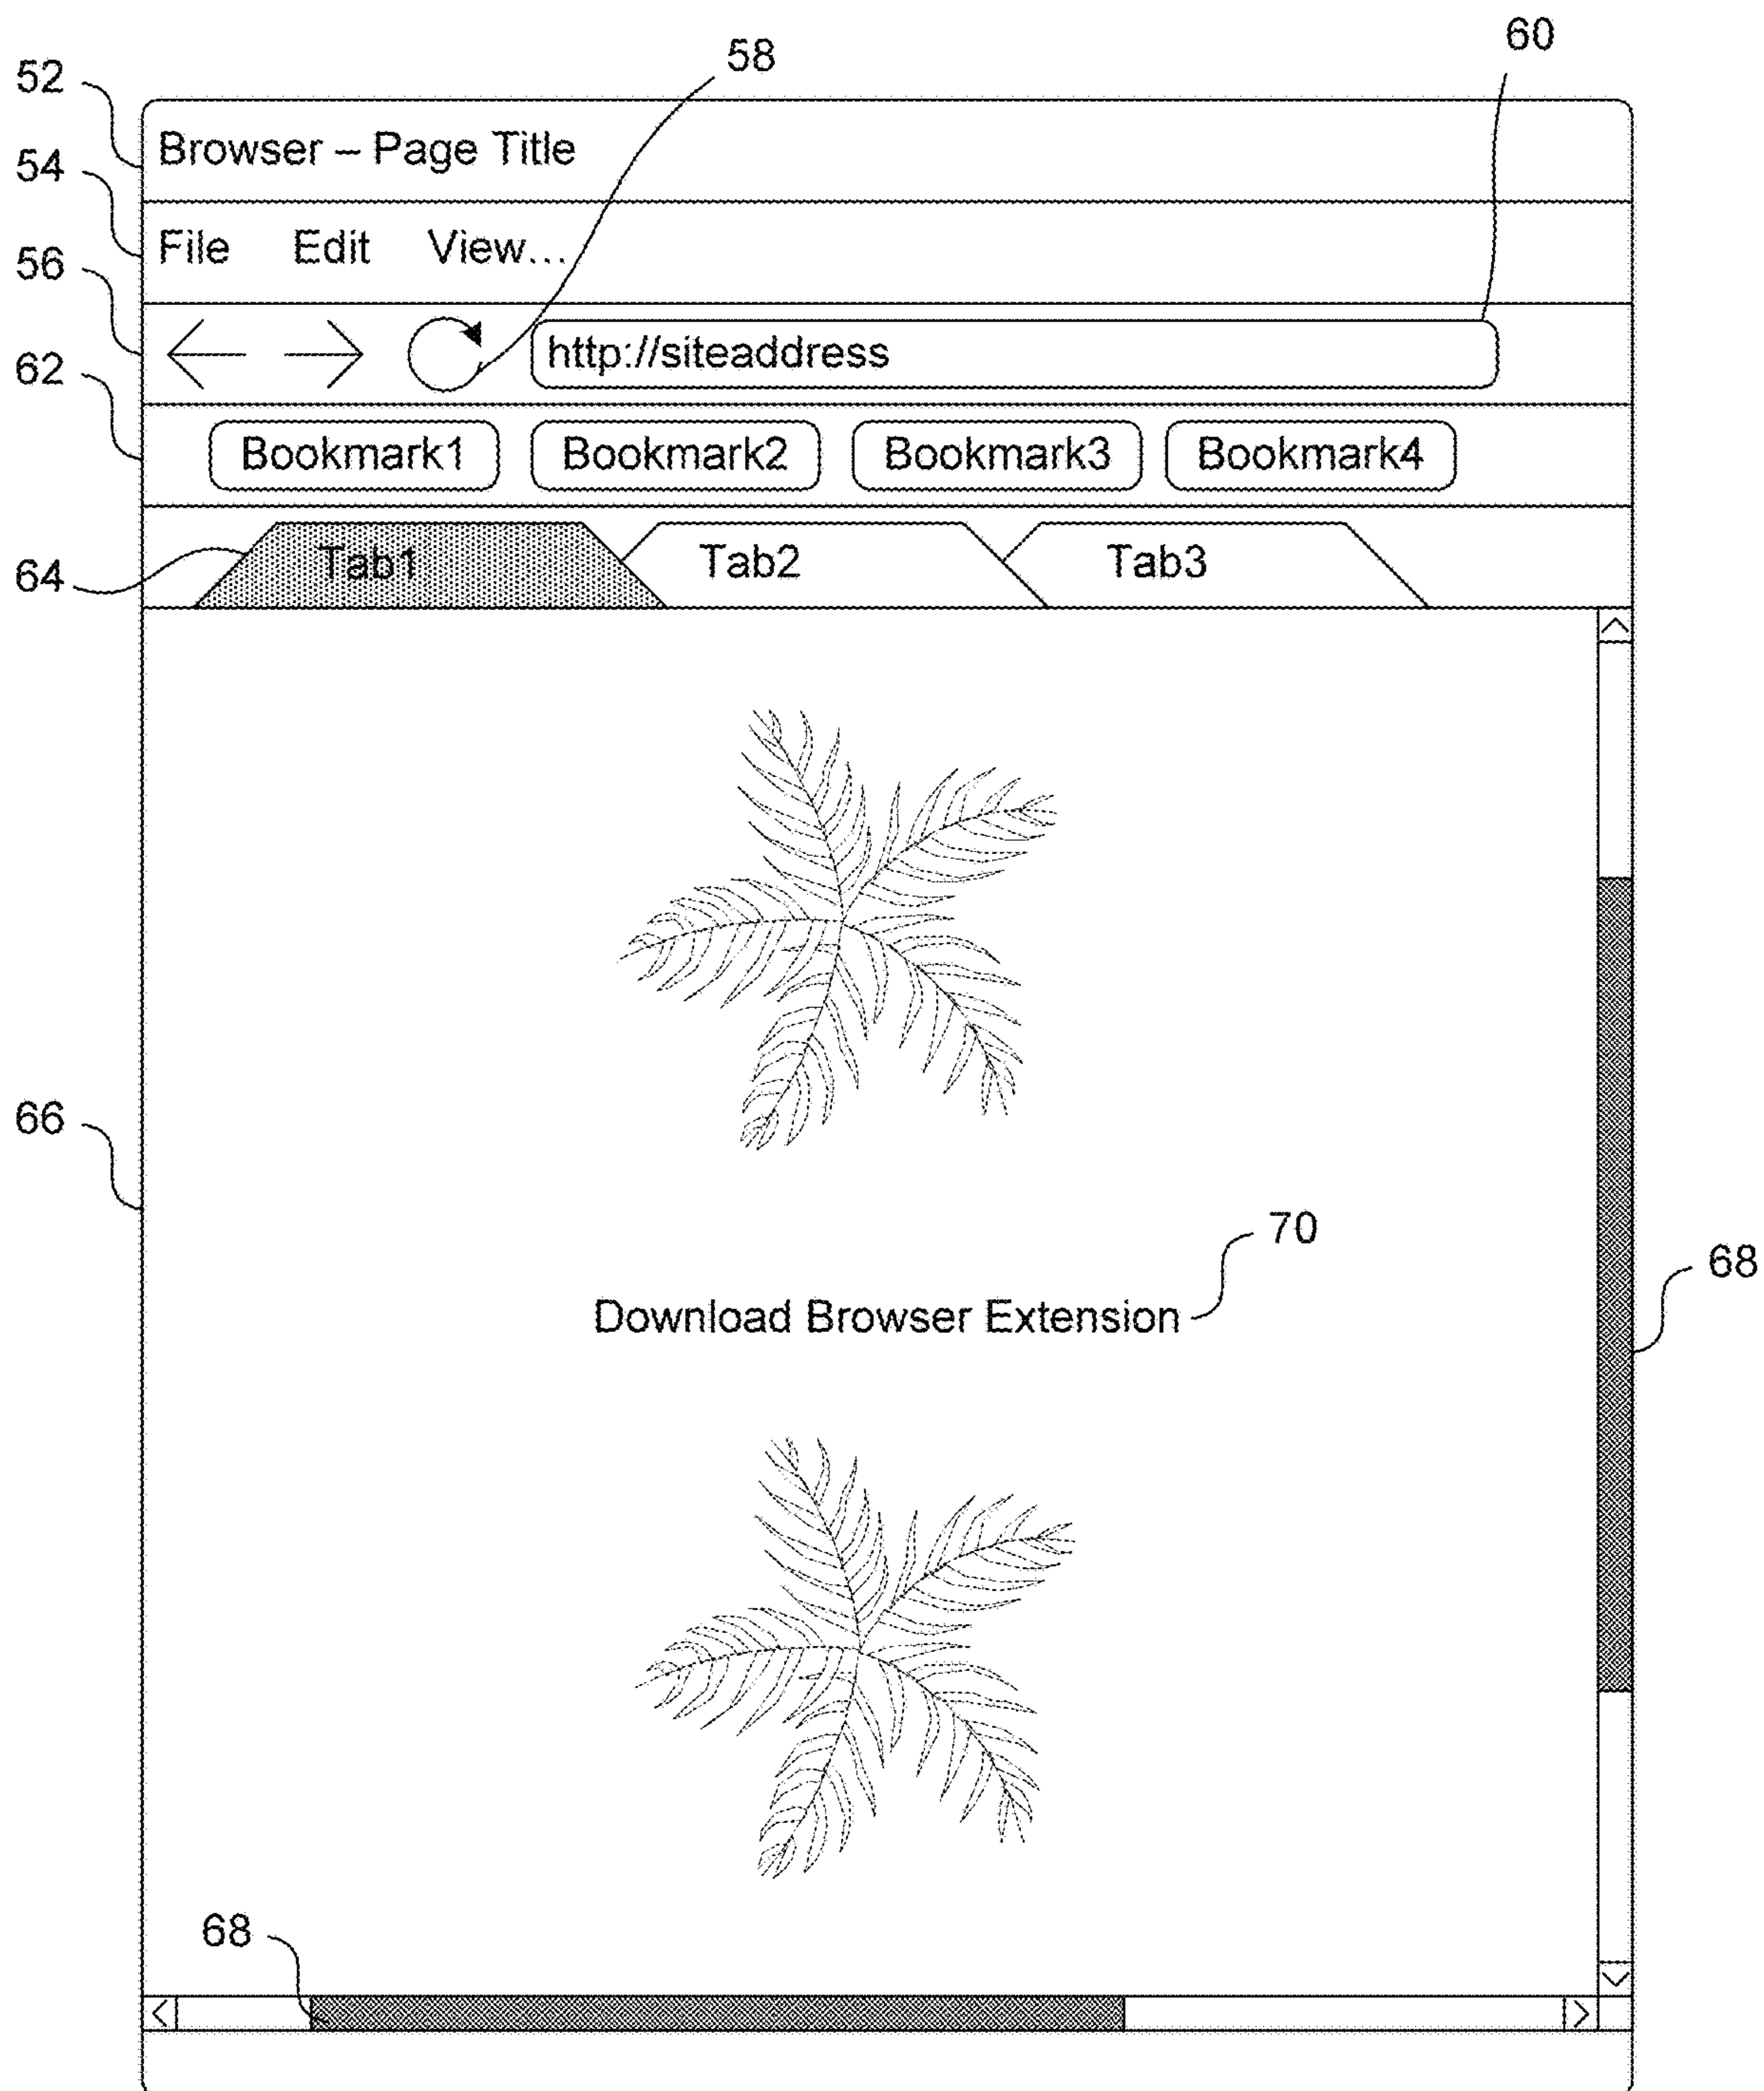 60
58
52
Browser – Page Title
54
File Edit View...
56
http://siteaddress
62
Bookmark1 Bookmark2 Bookmark3 Bookmark4
64
Tab1 Tab2 Tab3
66
70
68
Download Browser Extension
68